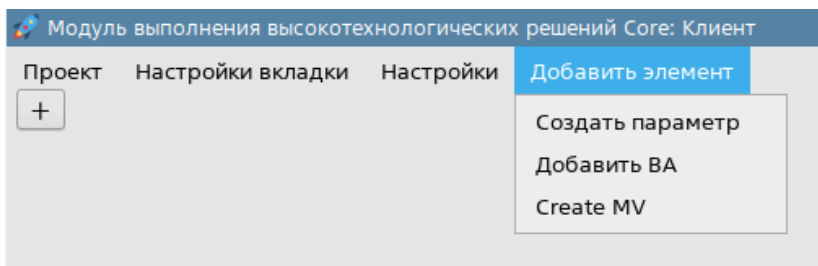 Модуль выполнения высокотехнологических решений Core: Клиент
Проект Настройки вкладки Настройки Добавить элемент
+
Создать параметр
Добавить ВА
Create MV